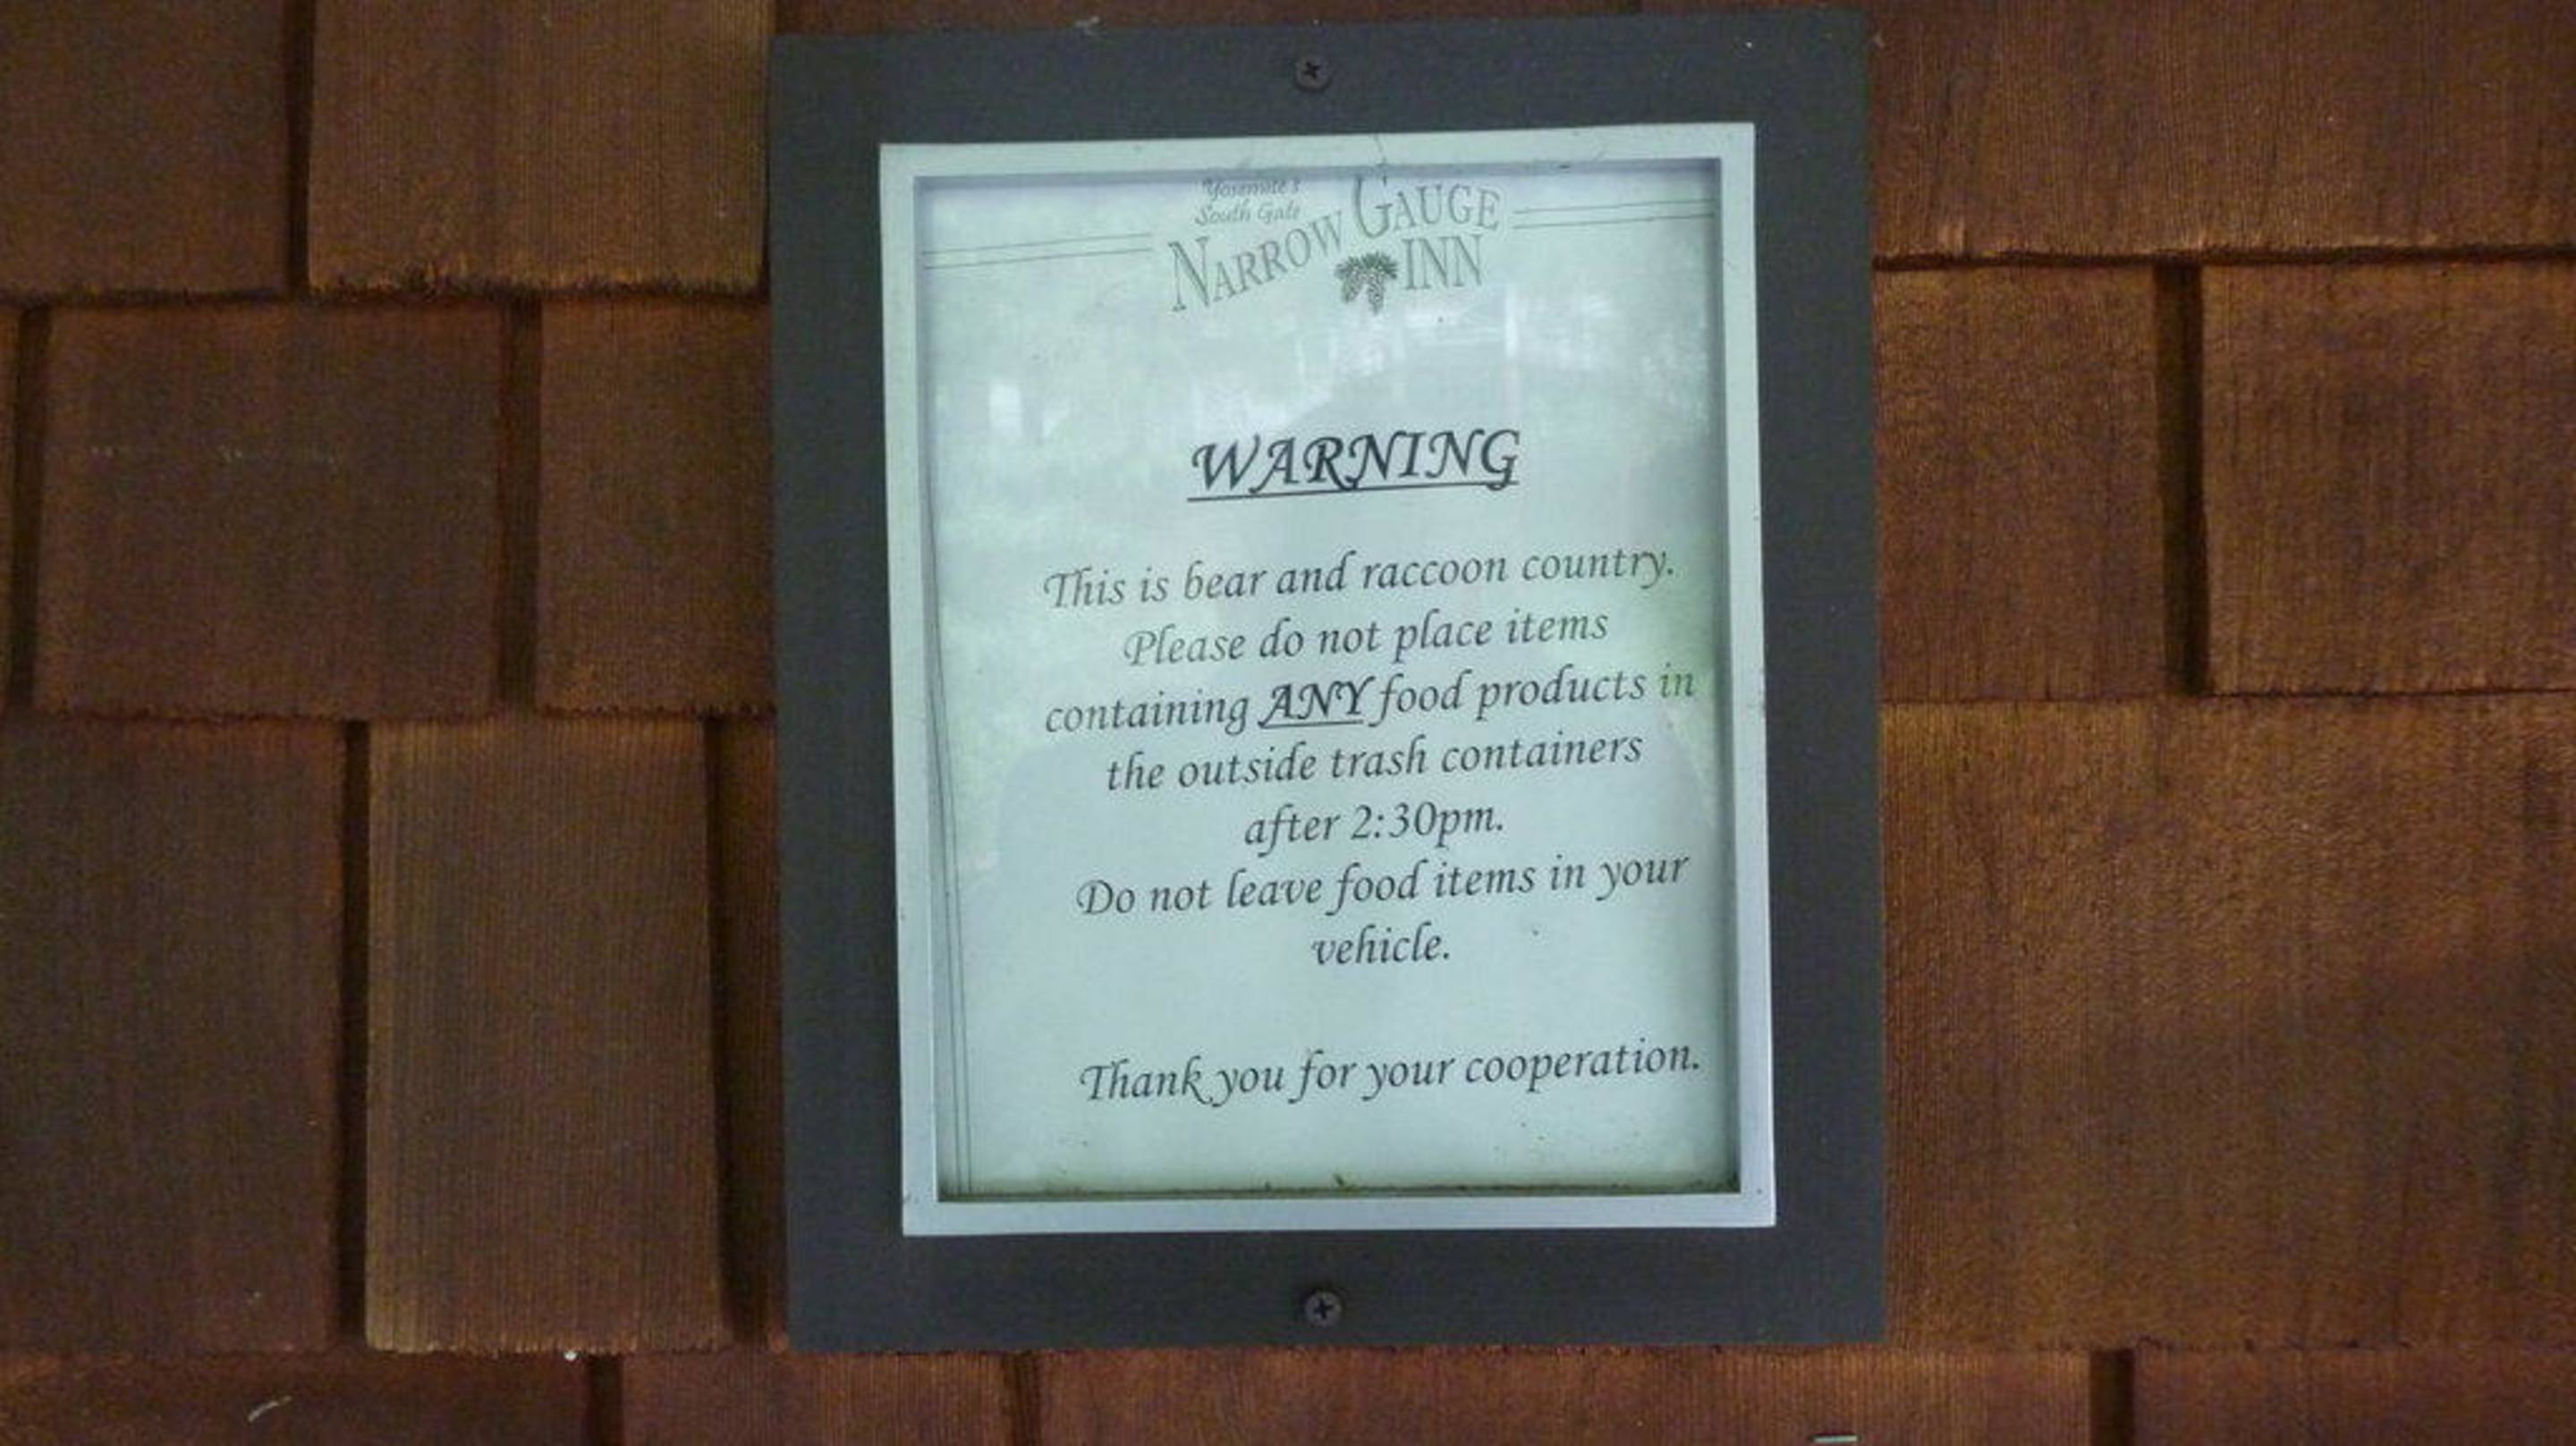 Yosemite's
South Gate
NARROW GAUGE
INN
WARNING
This is bear and raccoon country.
Please do not place items
containing ANY food products in
the outside trash containers
after 2:30pm.
Do not leave food items in your
vehicle.
Thank you for your cooperation.